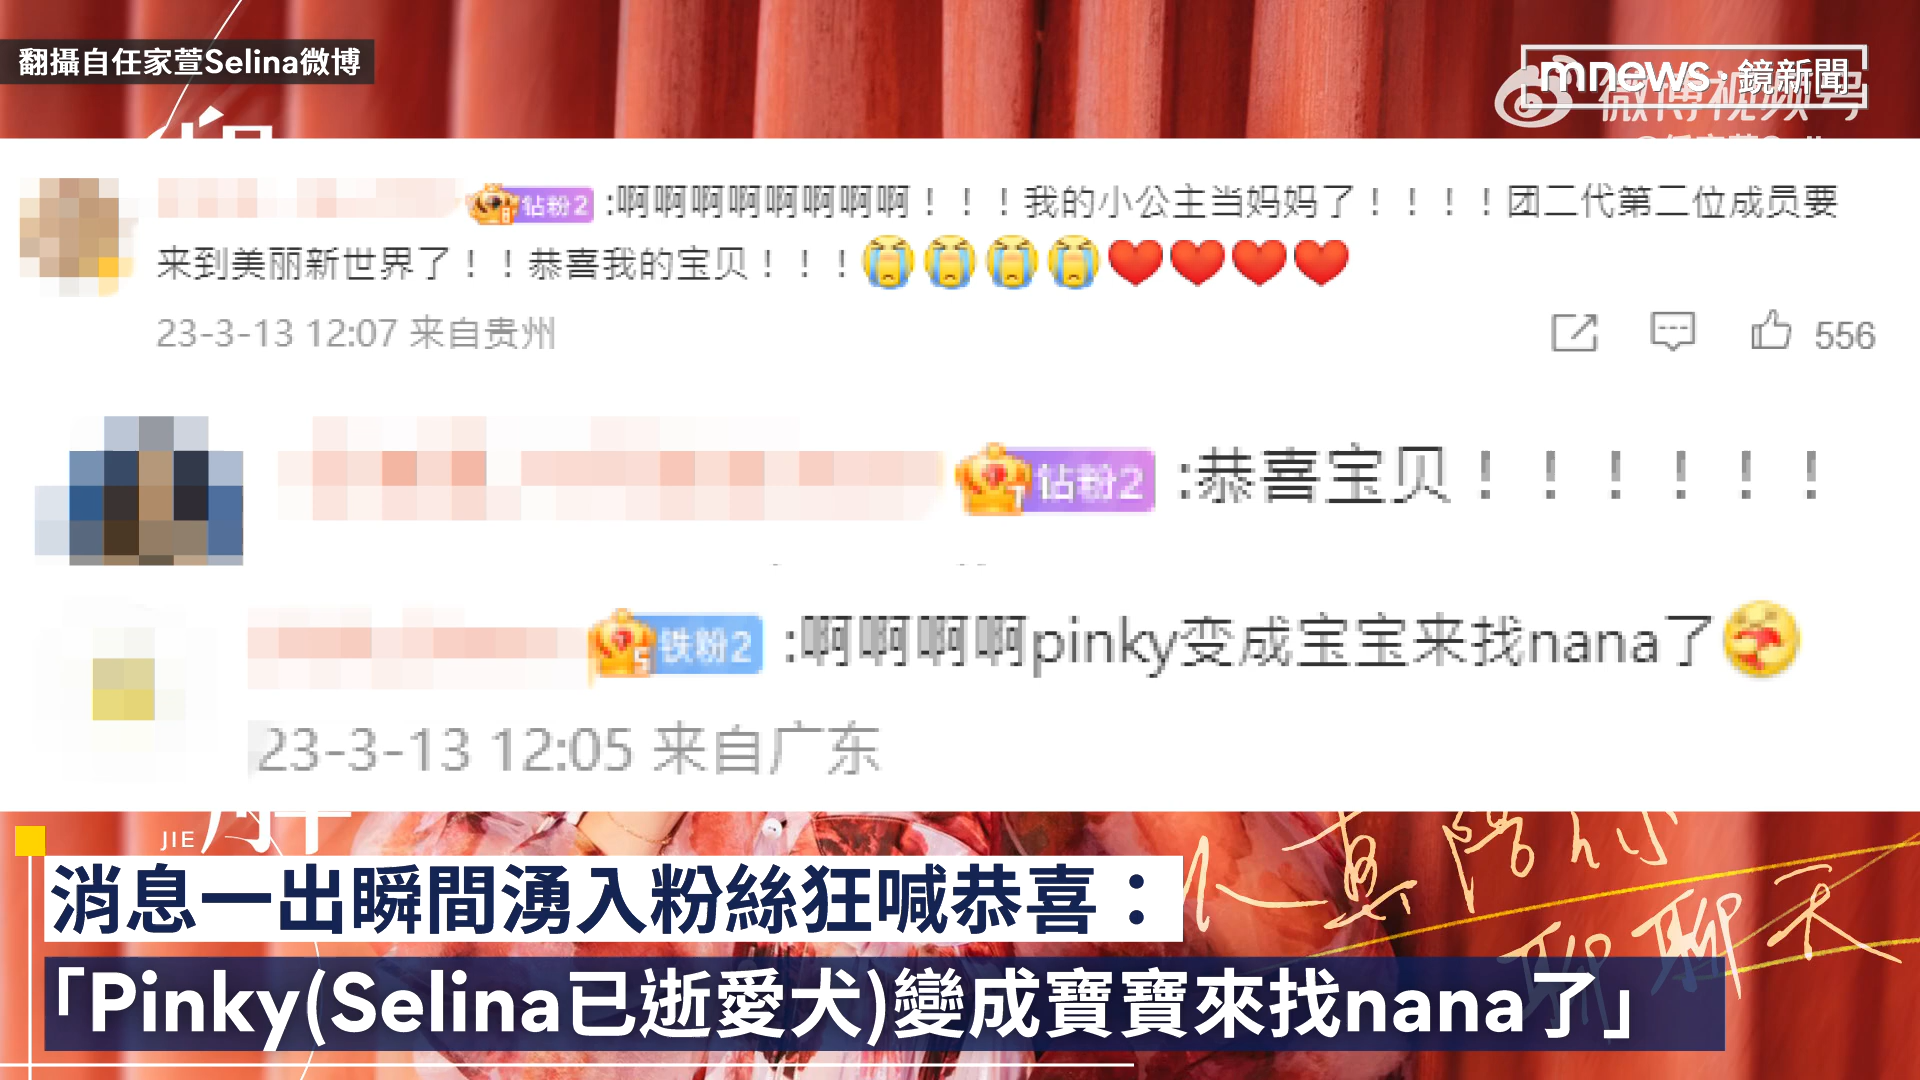 翻攝自任家萱Selina微博
mnews 鏡新聞
微博视频号
钻粉2 :啊啊啊啊啊啊啊啊！！！我的小公主当妈妈了！！！！团二代第二位成员要
来到美丽新世界了！！恭喜我的宝贝！！！
23-3-13 12:07 来自贵州
556
钻粉2 :恭喜宝贝！！！！！！
铁粉2 :啊啊啊啊pinky变成宝宝来找nana了
23-3-13 12:05 来自广东
JIE
消息一出瞬間湧入粉絲狂喊恭喜：
「Pinky(Selina已逝愛犬)變成寶寶來找nana了」
聊天